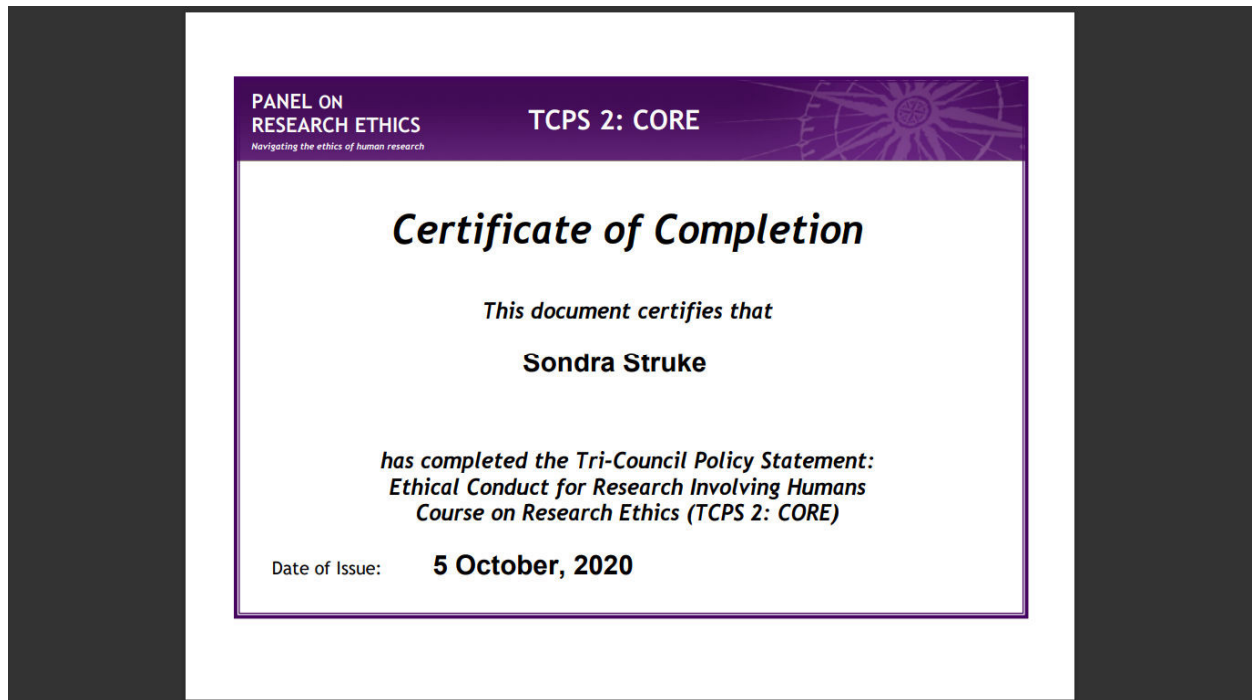 PANEL ON
RESEARCH ETHICS
Navigating the ethics of human research
TCPS 2: CORE
Certificate of Completion
This document certifies that
Sondra Struke
has completed the Tri-Council Policy Statement:
Ethical Conduct for Research Involving Humans
Course on Research Ethics (TCPS 2: CORE)
Date of Issue: 5 October, 2020